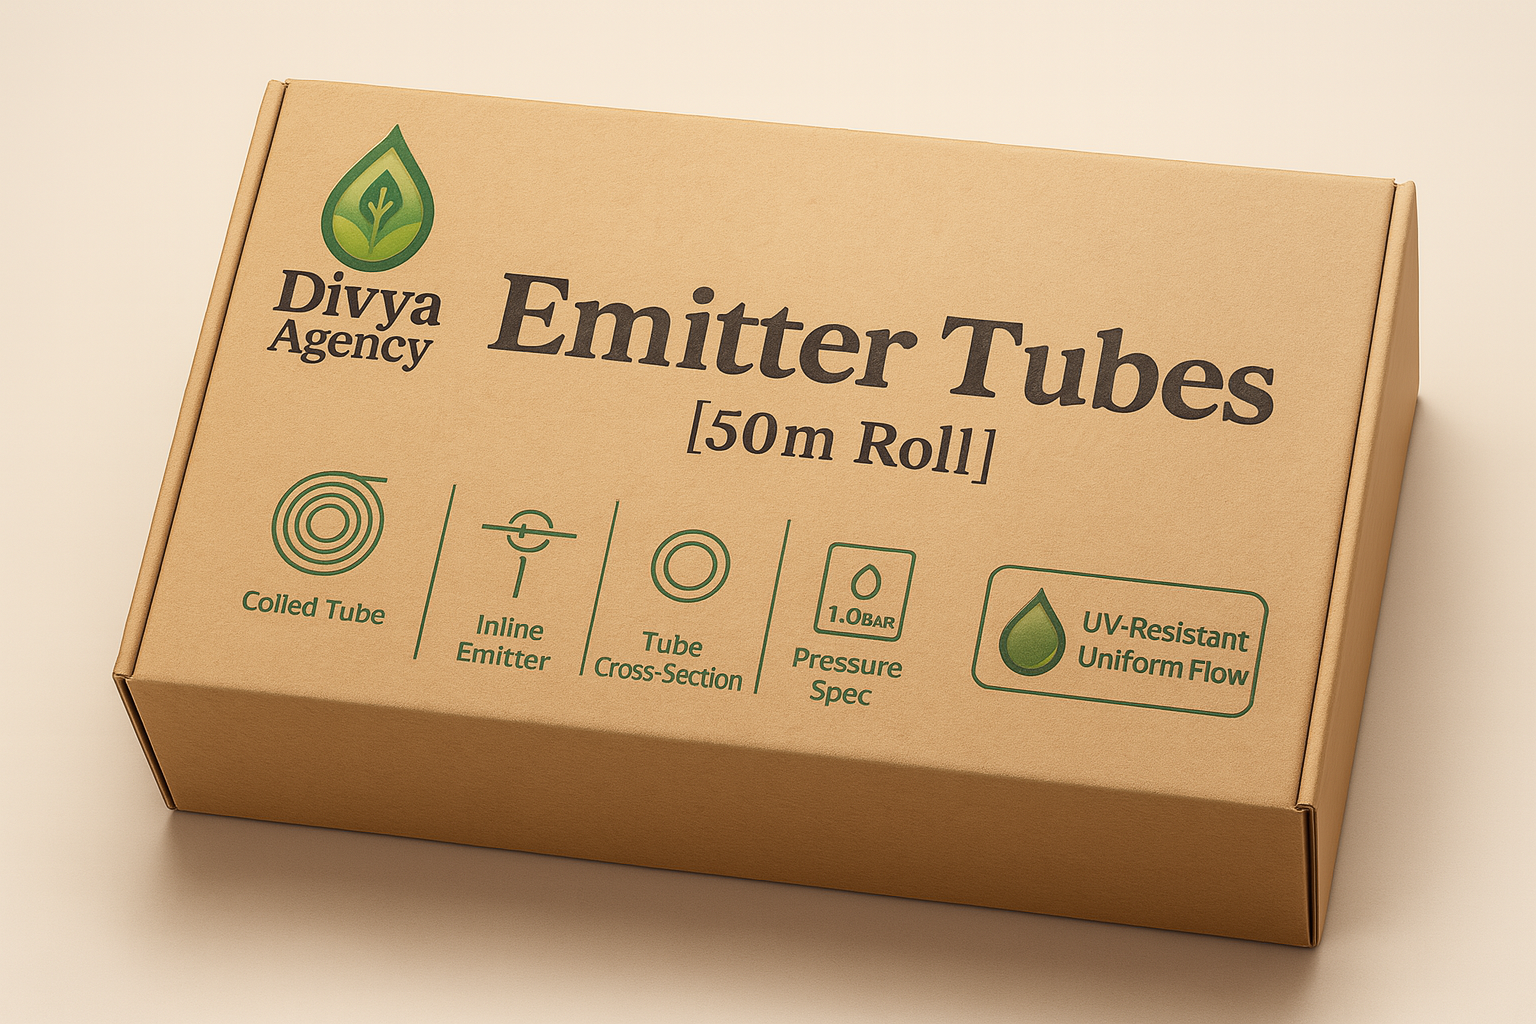 Divya
Agency
Emitter Tubes
[50m Roll]
Colled Tube
Inline
Emitter
Tube
Cross-Section
1.0BAR
Pressure
Spec
UV-Resistant
Uniform Flow